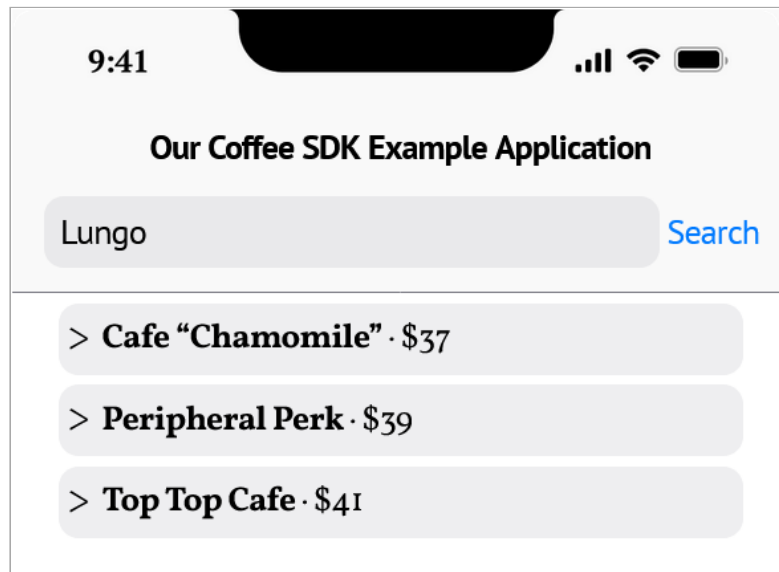 9:41
Our Coffee SDK Example Application
Lungo Search
> Cafe “Chamomile” · $37
> Peripheral Perk · $39
> Top Top Cafe · $41